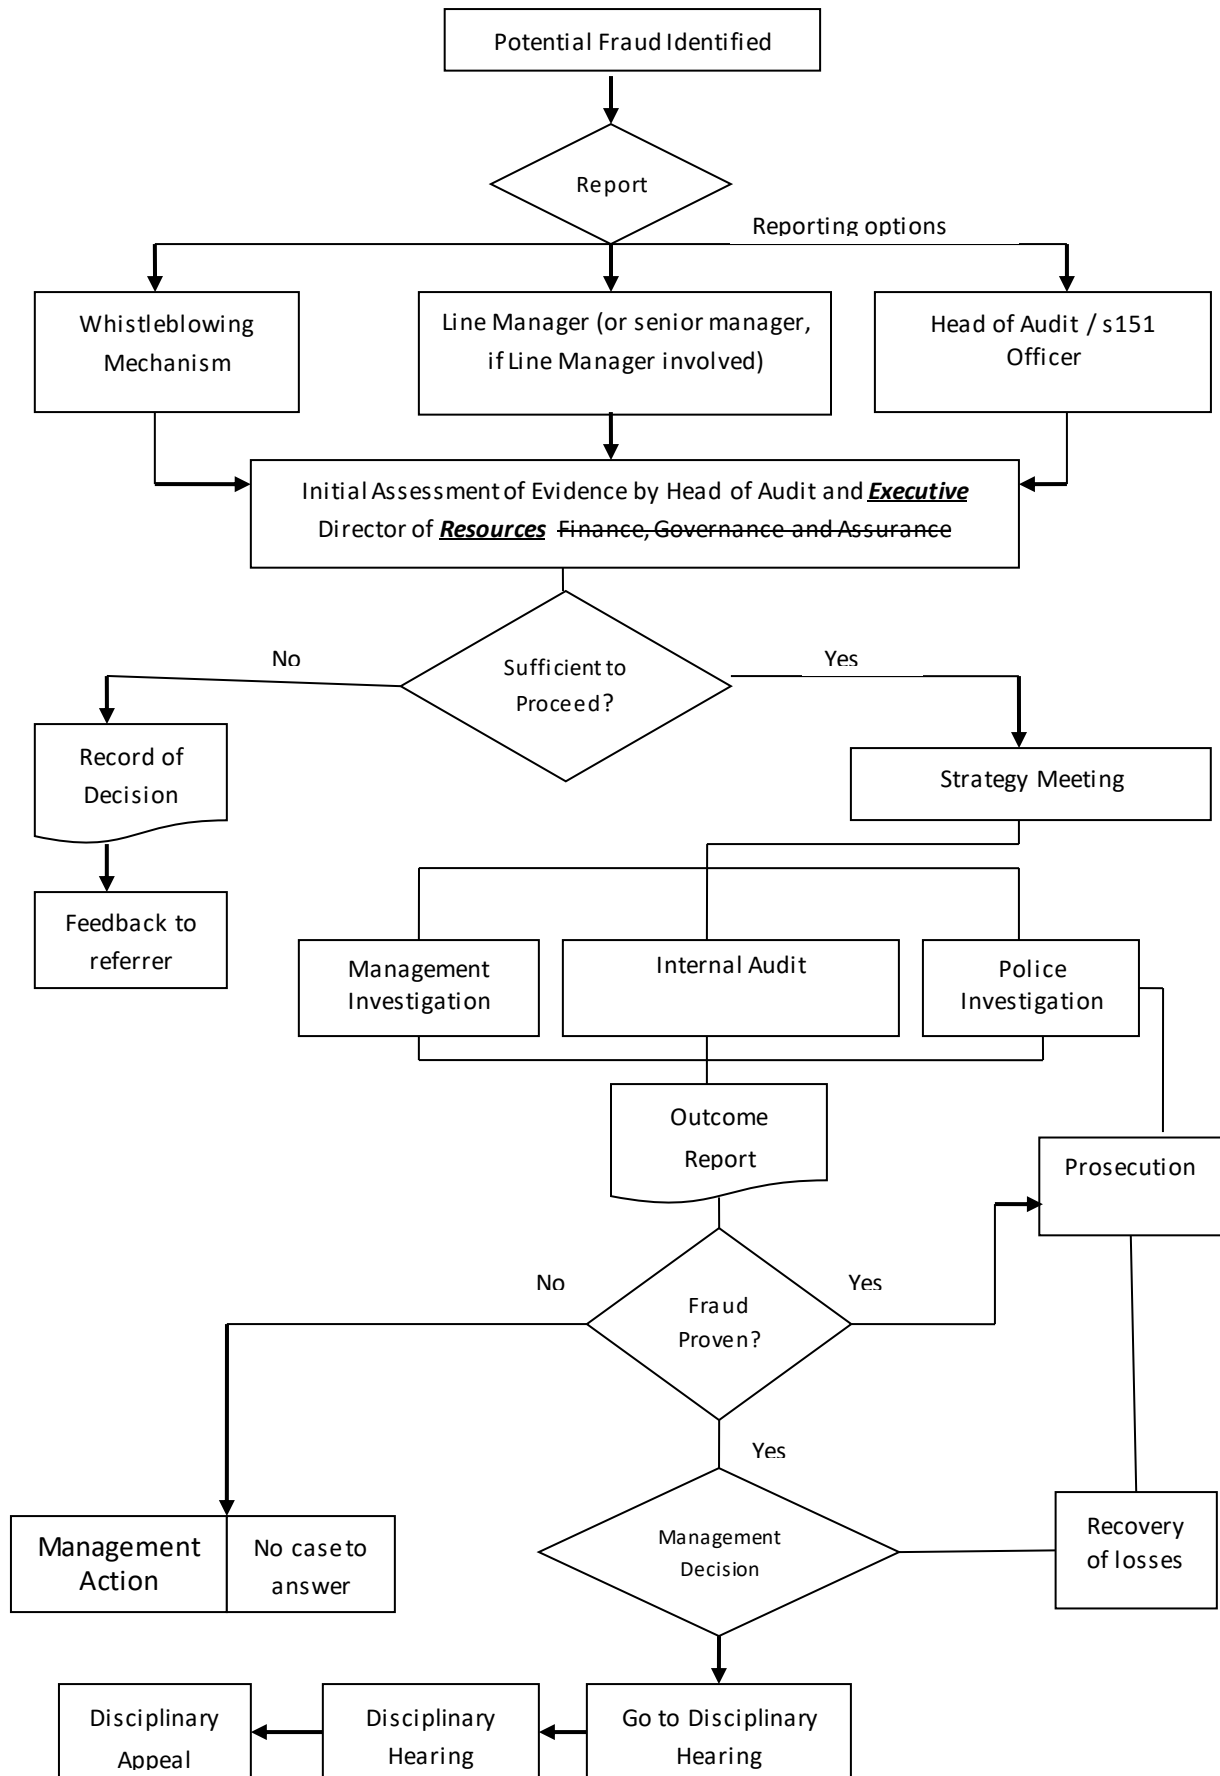 Potential Fraud Identified
Report
Reporting options
Whistleblowing
Mechanism
Line Manager (or senior manager,
if Line Manager involved)
Head of Audit / s151
Officer
Initial Assessment of Evidence by Head of Audit and Executive
Director of Resources Finance, Governance and Assurance
No
Sufficient to
Proceed?
Yes
Record of
Decision
Strategy Meeting
Feedback to
referrer
Management
Investigation
Internal Audit
Police
Investigation
Outcome
Report
Prosecution
No
Fraud
Proven?
Yes
Yes
Management
Action
No case to
answer
Management
Decision
Recovery
of losses
Disciplinary
Appeal
Disciplinary
Hearing
Go to Disciplinary
Hearing